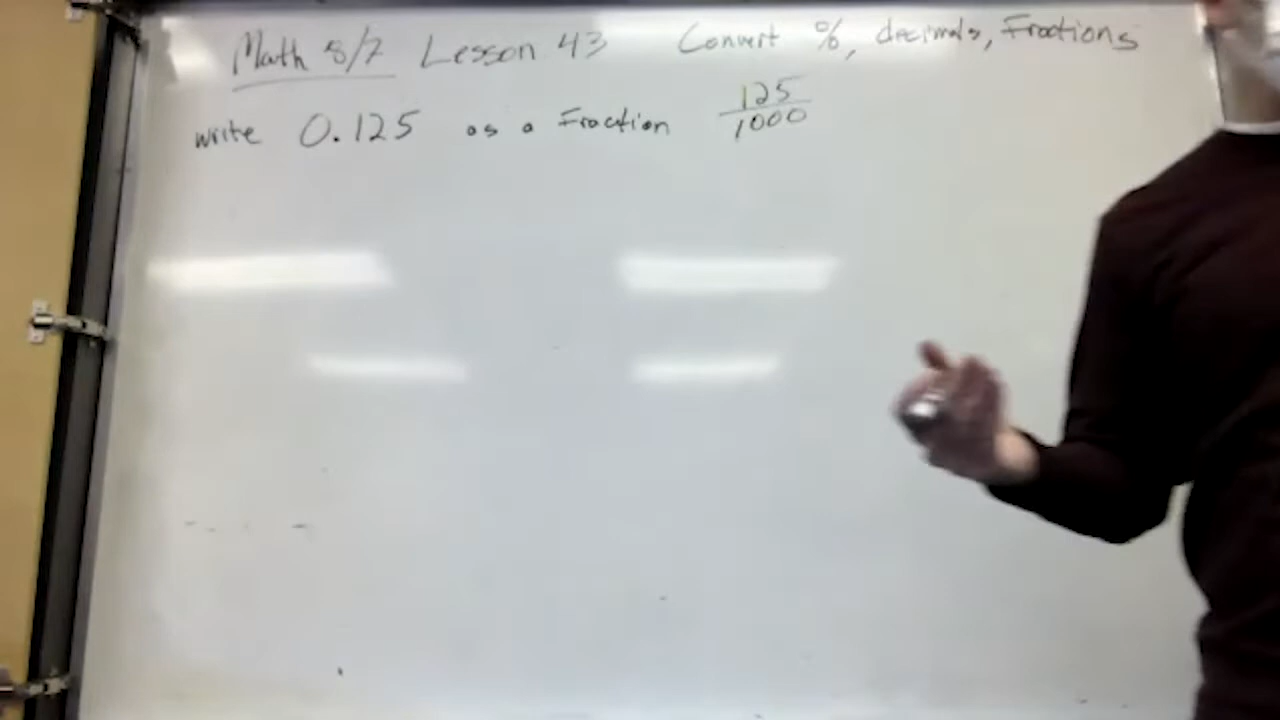 Math 8/7 Lesson 43 Convert %, decimals, Fractions
write 0.125 as a Fraction 125/1000